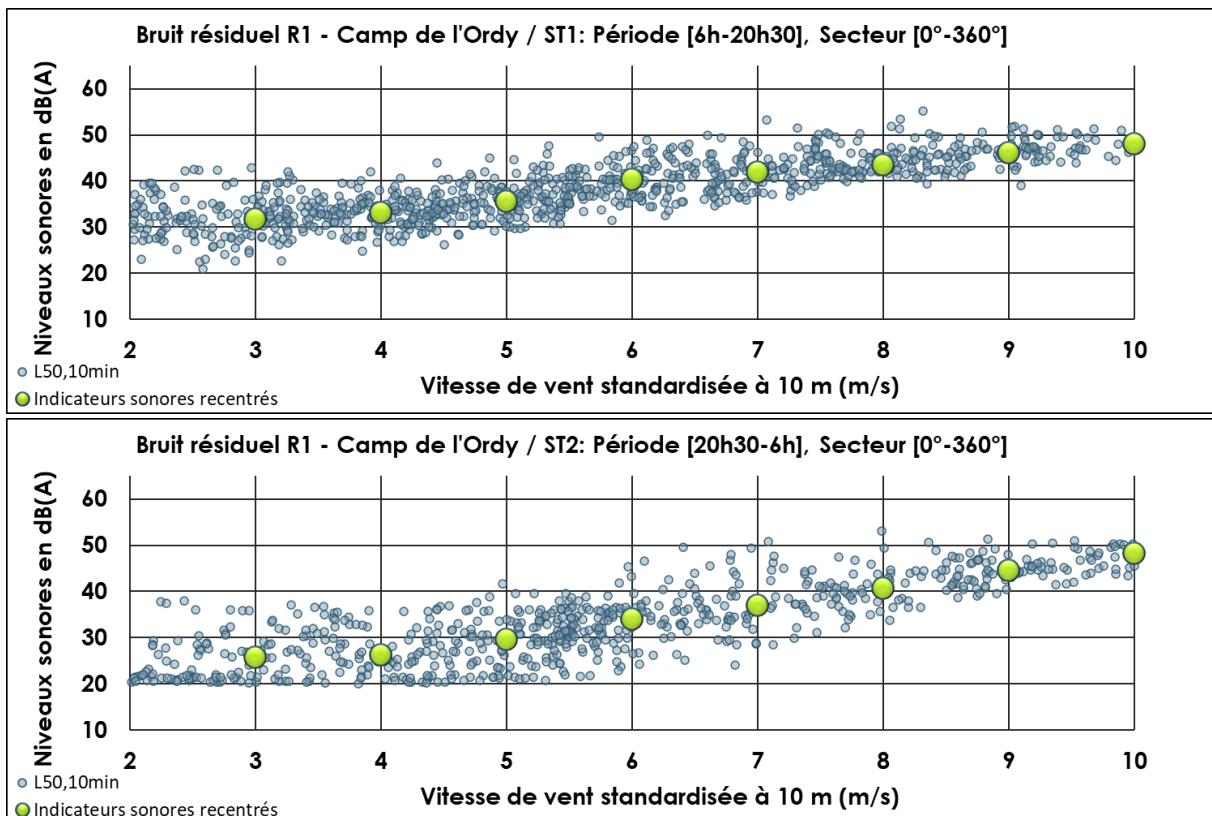 Bruit résiduel R1 - Camp de l'Ordy / ST1: Période [6h-20h30], Secteur [0°-360°]
Niveaux sonores en dB(A)
60
50
40
30
20
10
2 3 4 5 6 7 8 9 10
L50,10min
Vitesse de vent standardisée à 10 m (m/s)
Indicateurs sonores recentrés
Bruit résiduel R1 - Camp de l'Ordy / ST2: Période [20h30-6h], Secteur [0°-360°]
Niveaux sonores en dB(A)
60
50
40
30
20
10
2 3 4 5 6 7 8 9 10
L50,10min
Vitesse de vent standardisée à 10 m (m/s)
Indicateurs sonores recentrés